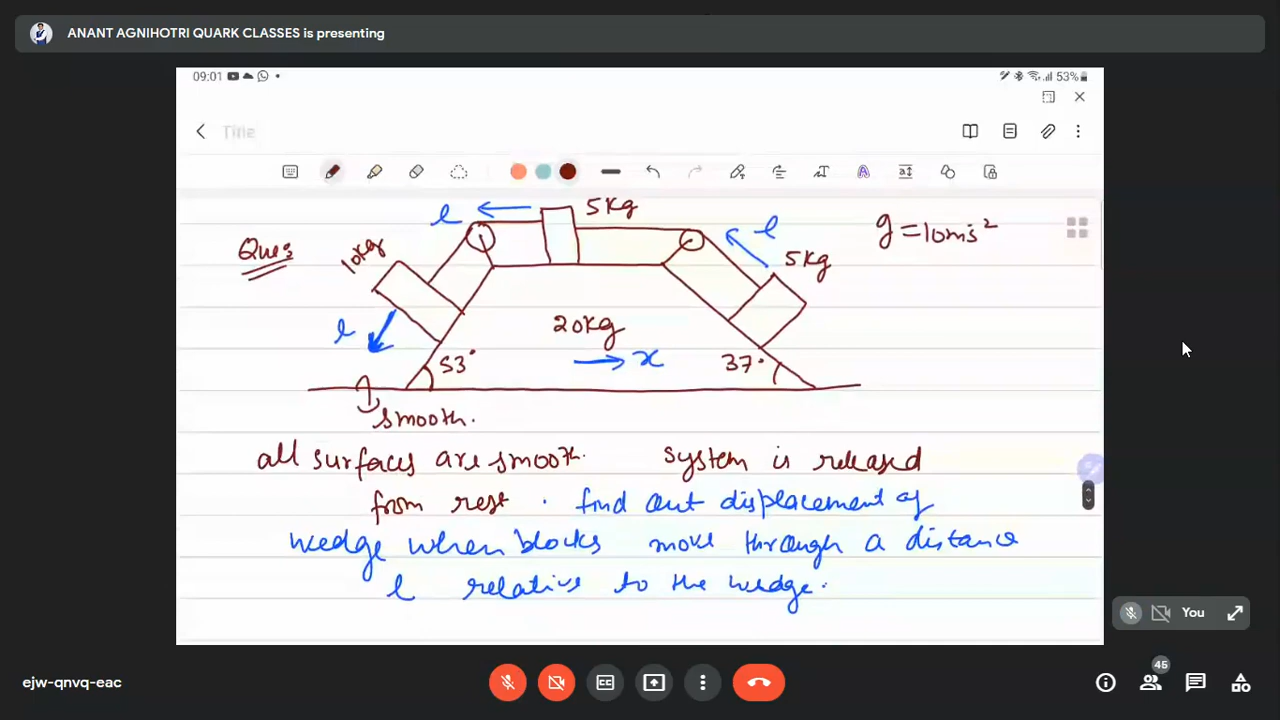 ANANT AGNIHOTRI QUARK CLASSES is presenting
09:01
53%
Title
5kg
l
l
g = 10ms²
Ques
10kg
5kg
l
20kg
x
53°
37°
smooth.
all surfaces are smooth. system is released
from rest. find out displacement of
wedge when blocks move through a distance
l relative to the wedge.
You
ejw-qnvq-eac
CC
45